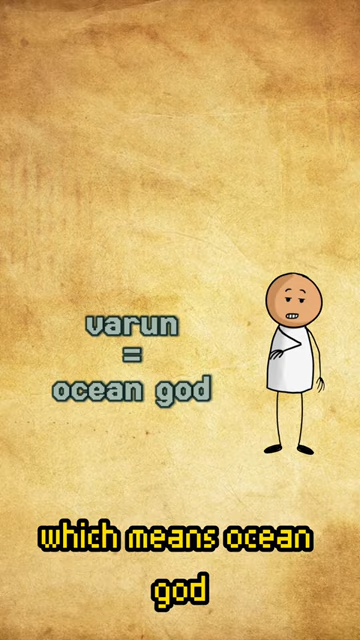 varun
=
ocean god
which means ocean
god